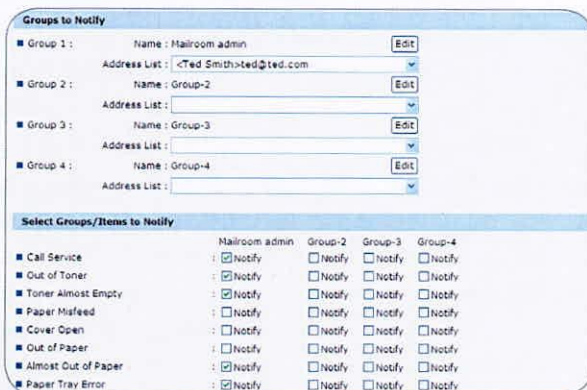 Groups to Notify
Group 1 : Name : Mailroom admin Edit
Address List : <Ted Smith>ted@ted.com
Group 2 : Name : Group-2 Edit
Address List :
Group 3 : Name : Group-3 Edit
Address List :
Group 4 : Name : Group-4 Edit
Address List :
Select Groups/Items to Notify
Mailroom admin Group-2 Group-3 Group-4
Call Service : Notify Notify Notify Notify
Out of Toner : Notify Notify Notify Notify
Toner Almost Empty : Notify Notify Notify Notify
Paper Misfeed : Notify Notify Notify Notify
Cover Open : Notify Notify Notify Notify
Out of Paper : Notify Notify Notify Notify
Almost Out of Paper : Notify Notify Notify Notify
Paper Tray Error : Notify Notify Notify Notify